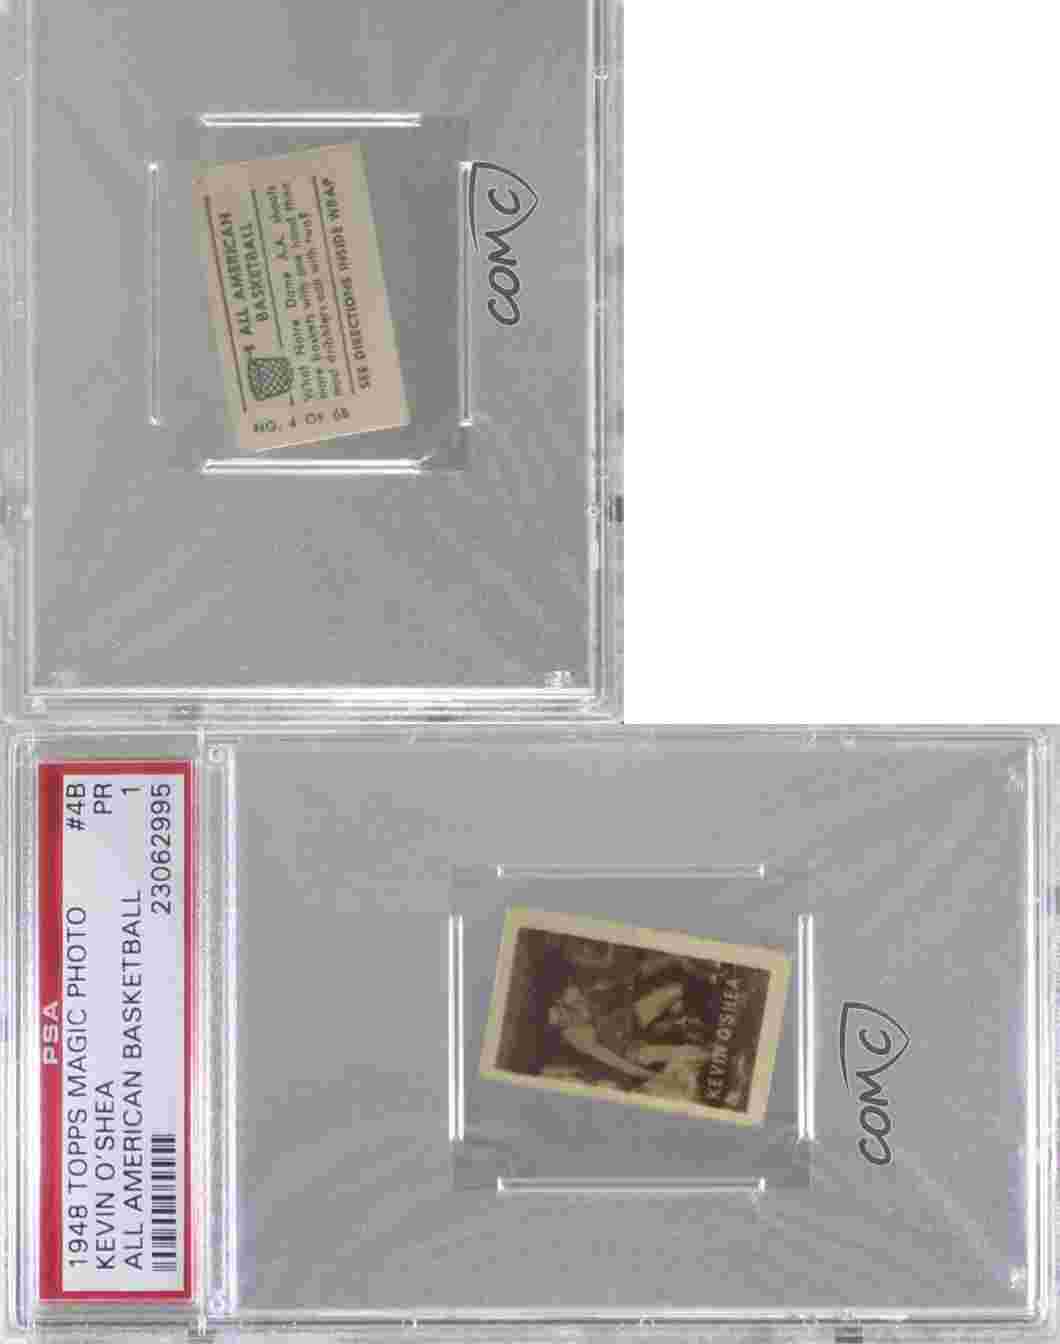 ALL AMERICAN
BASKETBALL
What Notre Dame A.A. shoots
more baskets with one hand than
most dribblers can with two?
SEE DIRECTIONS INSIDE WRAP
NO. 4 OF 6B
COMC
PSA
1948 TOPPS MAGIC PHOTO #4B
KEVIN O'SHEA PR
ALL AMERICAN BASKETBALL 1
23062995
KEVIN O'SHEA
COMC